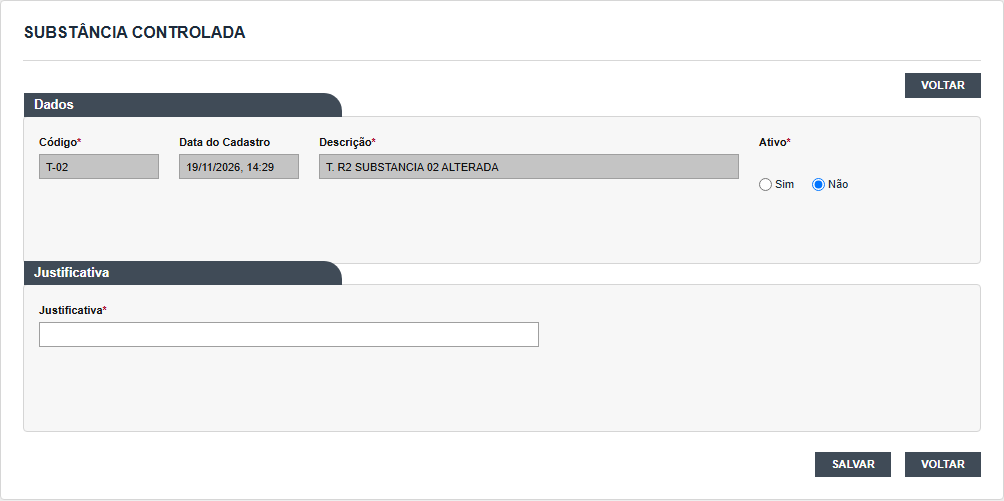 SUBSTÂNCIA CONTROLADA
VOLTAR
Dados
Código* Data do Cadastro Descrição* Ativo*
T-02 19/11/2026, 14:29 T. R2 SUBSTANCIA 02 ALTERADA
Sim Não
Justificativa
Justificativa*
SALVAR VOLTAR